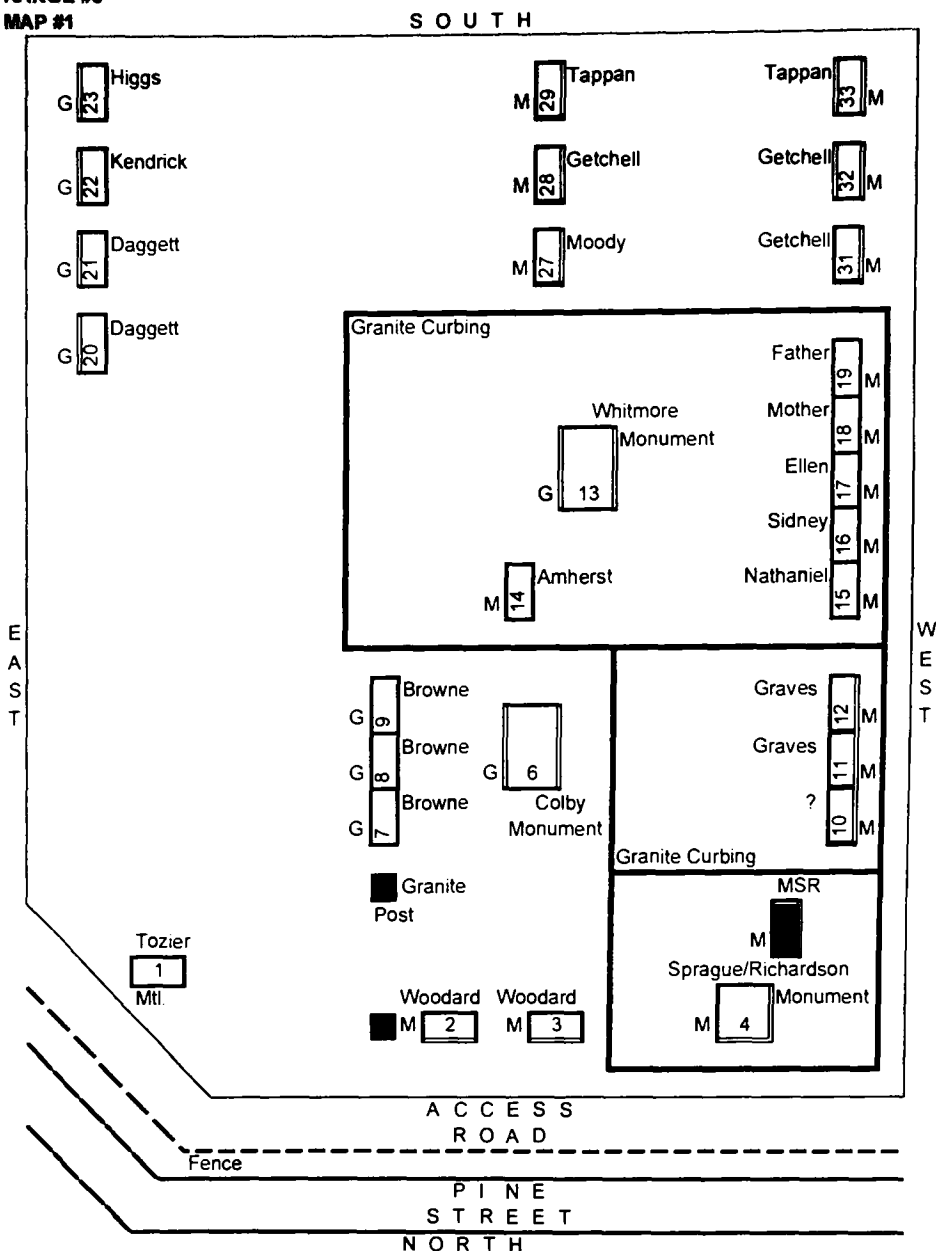 MAP #1
SOUTH
23 Higgs
G
Tappan
M 29
Tappan
33 M
Kendrick
G 22
Getchell
M 28
Getchell
32 M
Daggett
G 21
Moody
M 27
Getchell
31 M
Daggett
G 20
Granite Curbing
Father
19 M
Whitmore
Monument
G 13
Mother
18 M
Ellen
17 M
Sidney
16 M
Amherst
M 14
Nathaniel
15 M
EAST
WEST
Browne
G 9
Browne
G 8
Browne
G 7
G 6
Colby
Monument
Graves
12 M
Graves
11 M
?
10 M
Granite Curbing
Granite
Post
MSR
M
Tozier
1
Mtl.
Sprague/Richardson
Monument
M 4
Woodard
M 2
Woodard
M 3
ACCESS
ROAD
Fence
PINE
STREET
NORTH